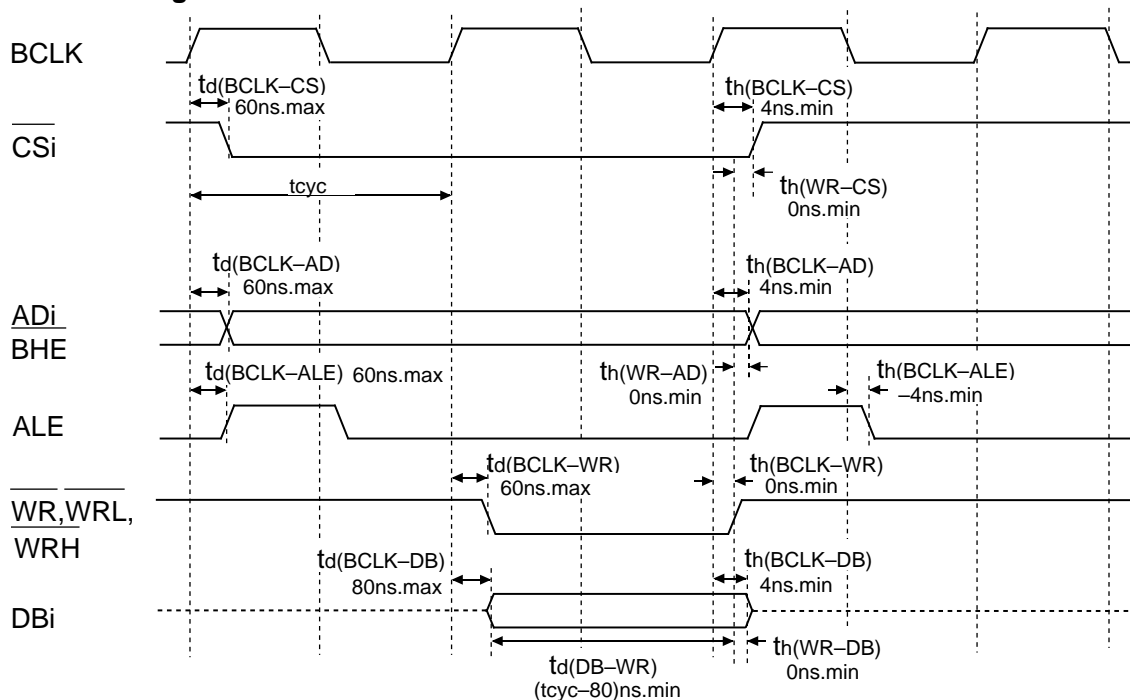 BCLK
td(BCLK–CS)
60ns.max
th(BCLK–CS)
4ns.min
CSi
tcyc
th(WR–CS)
0ns.min
td(BCLK–AD)
60ns.max
th(BCLK–AD)
4ns.min
ADi
BHE
td(BCLK–ALE) 60ns.max
th(WR–AD)
0ns.min
th(BCLK–ALE)
–4ns.min
ALE
td(BCLK–WR)
60ns.max
th(BCLK–WR)
0ns.min
WR,WRL,
WRH
td(BCLK–DB)
80ns.max
th(BCLK–DB)
4ns.min
DBi
td(DB–WR)
(tcyc–80)ns.min
th(WR–DB)
0ns.min